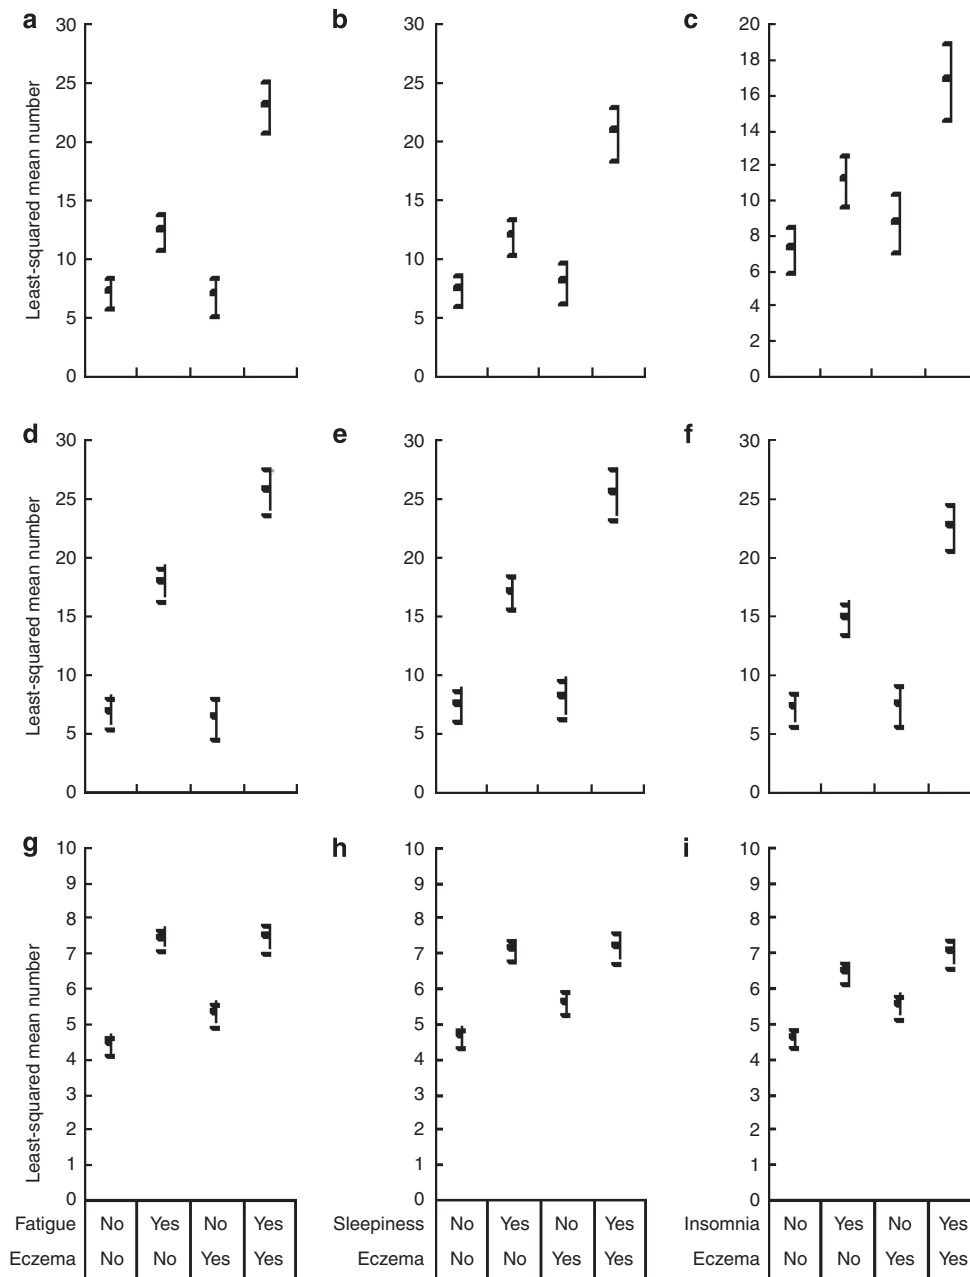 a b c
30 30 20
25 25 18
20 20 16
15 15 14
10 10 12
5 5 10
0 0 8
6
4
2
0
Least-squared mean number
d e f
30 30 30
25 25 25
20 20 20
15 15 15
10 10 10
5 5 5
0 0 0
Least-squared mean number
g h i
10 10 10
9 9 9
8 8 8
7 7 7
6 6 6
5 5 5
4 4 4
3 3 3
2 2 2
1 1 1
0 0 0
Least-squared mean number
Fatigue No Yes No Yes Sleepiness No Yes No Yes Insomnia No Yes No Yes
Eczema No No Yes Yes Eczema No No Yes Yes Eczema No No Yes Yes